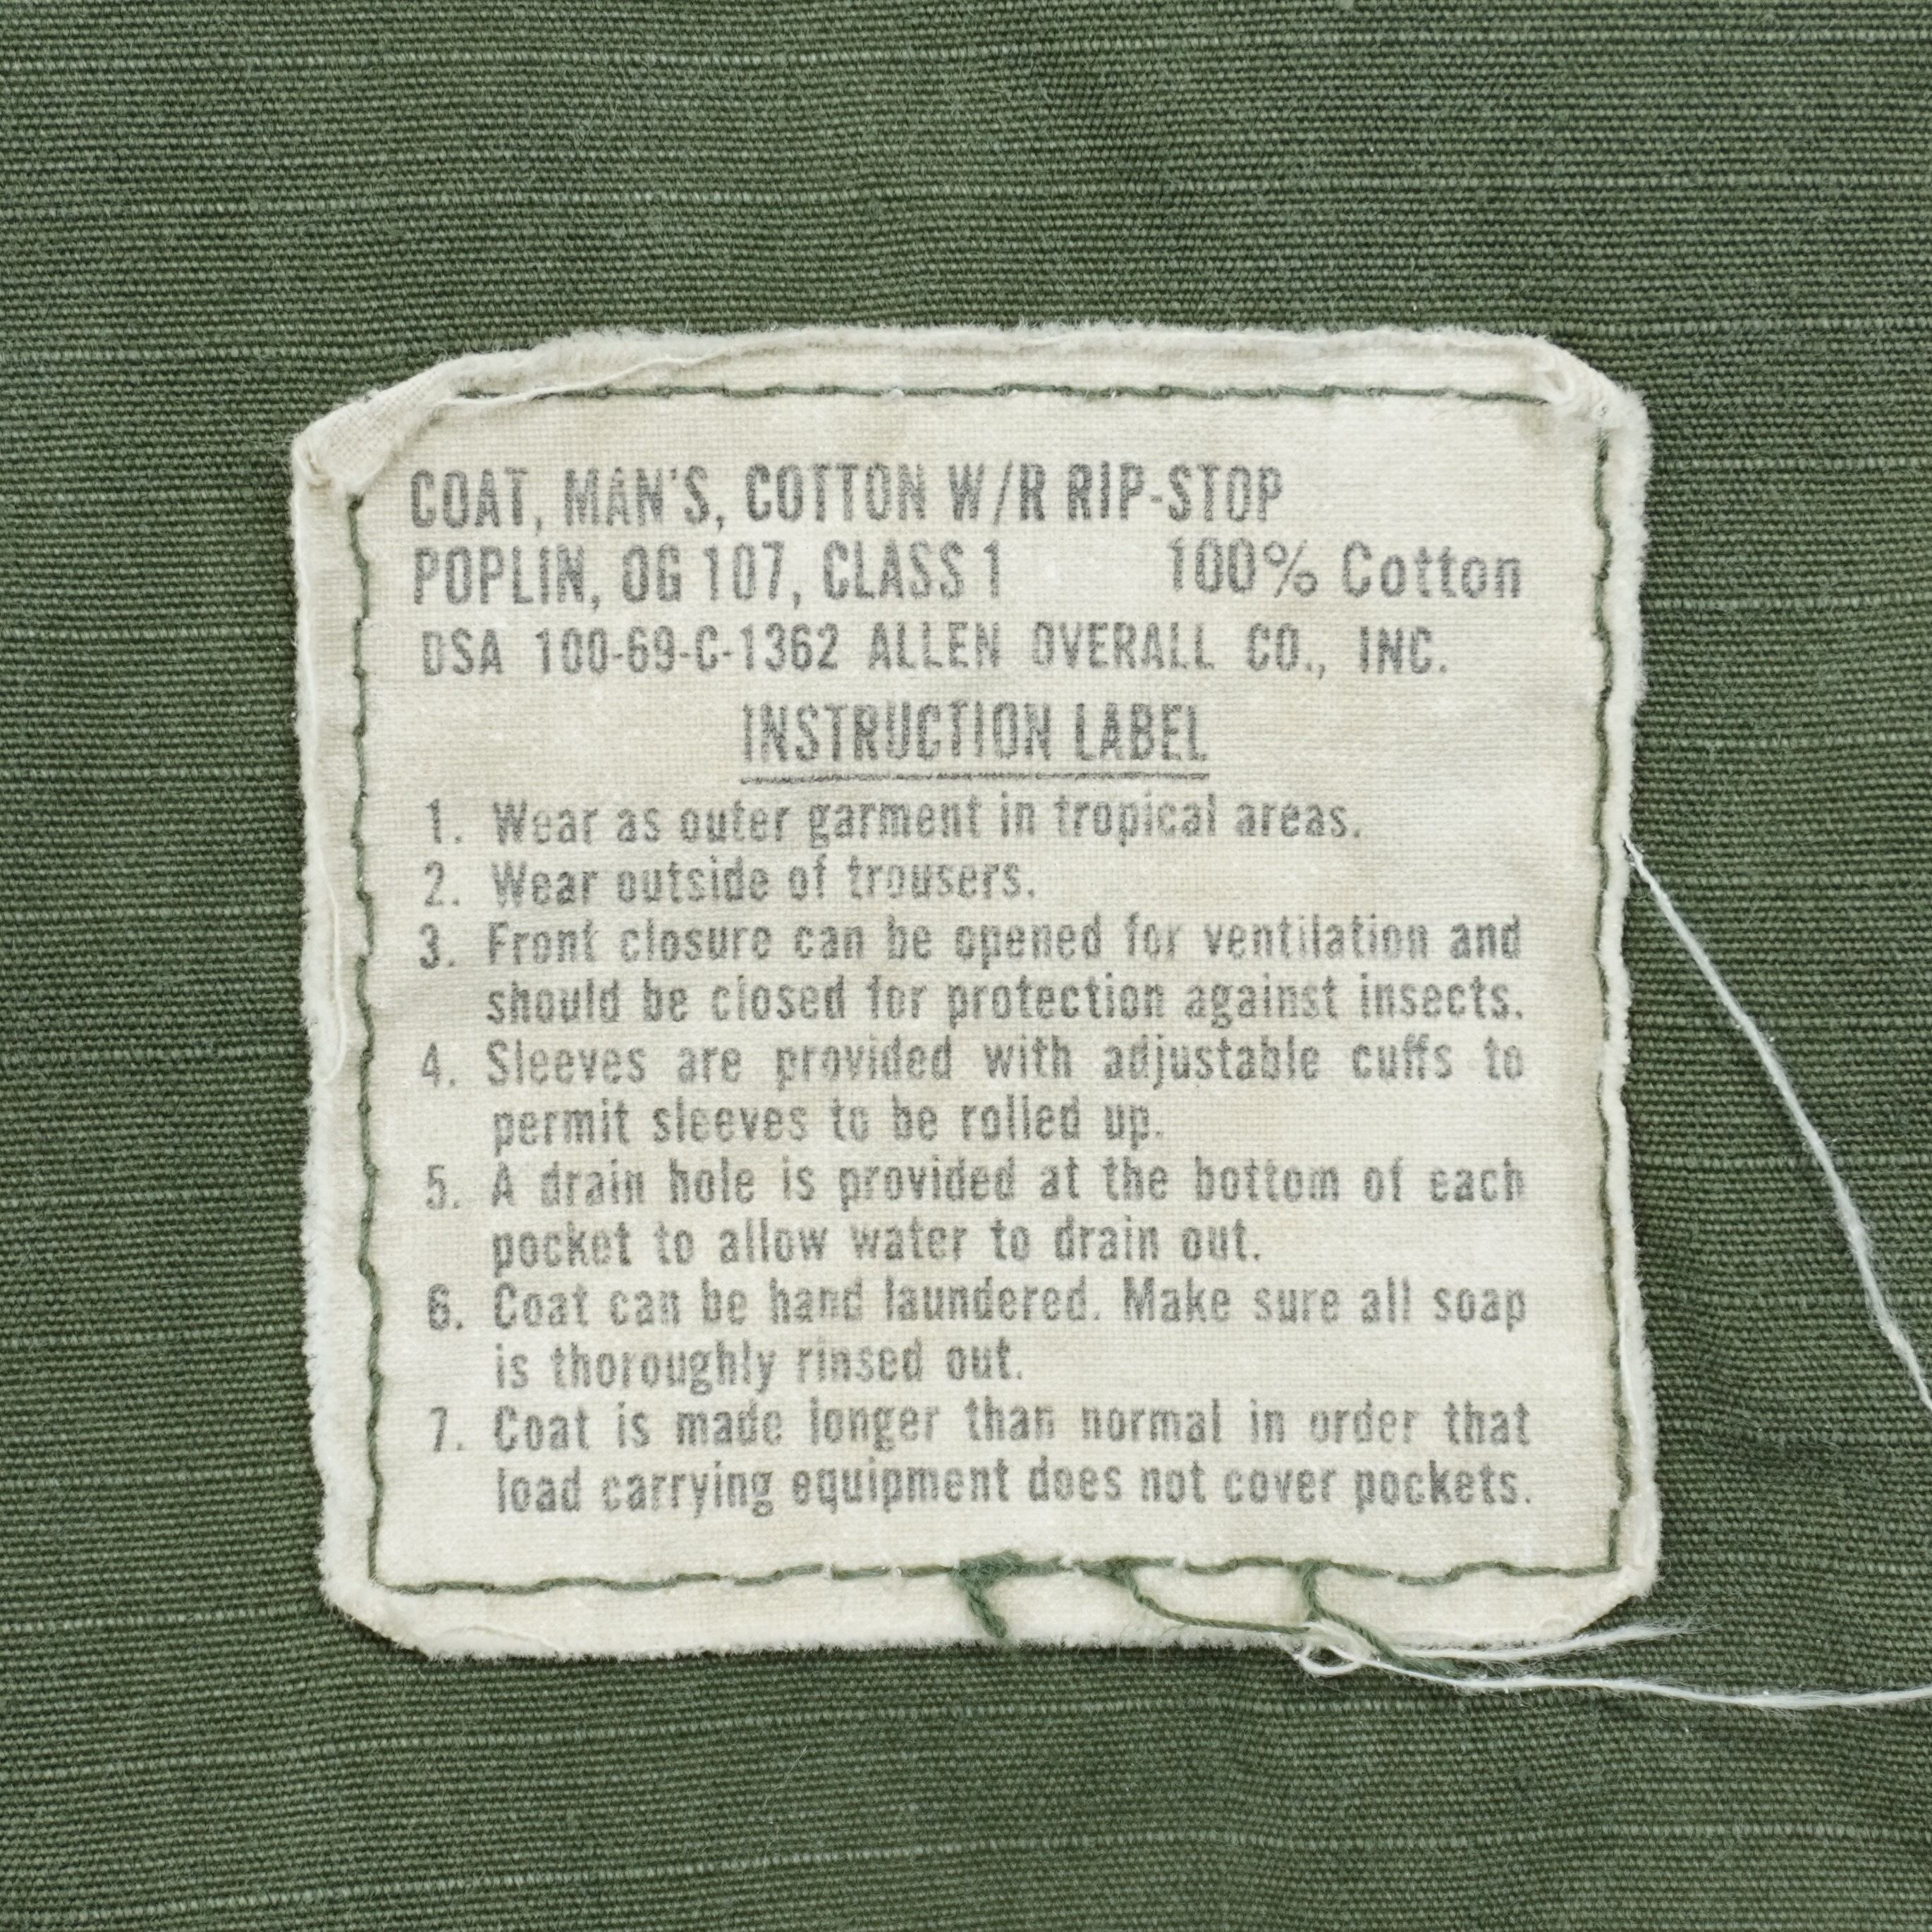 COAT, MAN'S, COTTON W/R RIP-STOP
POPLIN, OG 107, CLASS 1 100% Cotton
DSA 100-69-C-1362 ALLEN OVERALL CO., INC.
INSTRUCTION LABEL
1. Wear as outer garment in tropical areas.
2. Wear outside of trousers.
3. Front closure can be opened for ventilation and
should be closed for protection against insects.
4. Sleeves are provided with adjustable cuffs to
permit sleeves to be rolled up.
5. A drain hole is provided at the bottom of each
pocket to allow water to drain out.
6. Coat can be hand laundered. Make sure all soap
is thoroughly rinsed out.
7. Coat is made longer than normal in order that
load carrying equipment does not cover pockets.